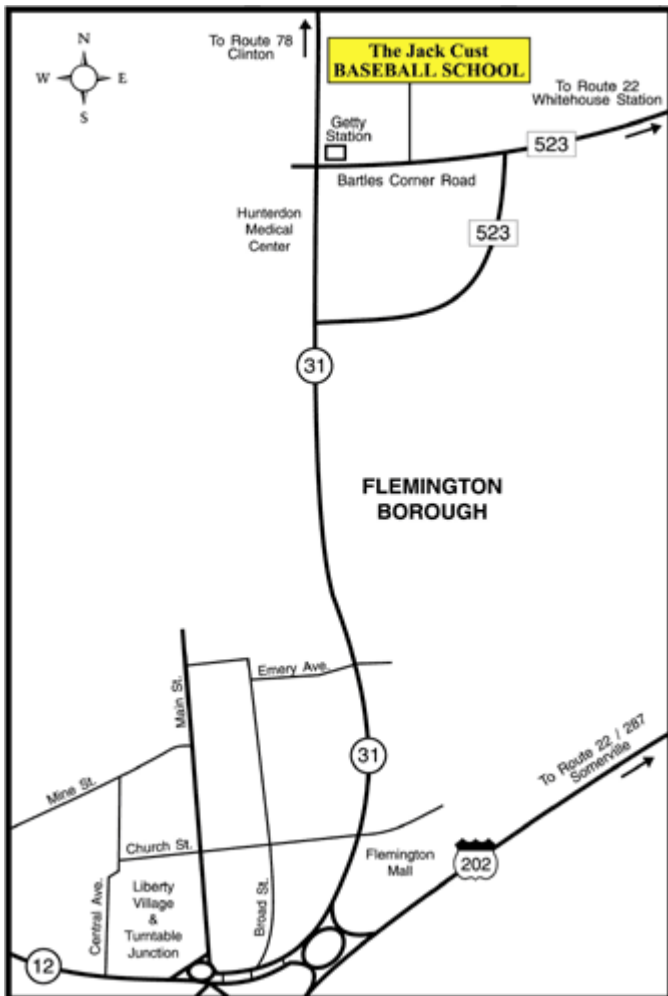 To Route 78
Clinton
The Jack Cust
BASEBALL SCHOOL
N
W
E
S
To Route 22
Whitehouse Station
Getty
Station
523
Bartles Corner Road
Hunterdon
Medical
Center
523
31
FLEMINGTON
BOROUGH
Emery Ave.
Main St.
31
To Route 22 / 287
Somerville
Mine St.
Church St.
Flemington
Mall
202
Central Ave.
Liberty
Village
&
Turntable
Junction
Broad St.
12